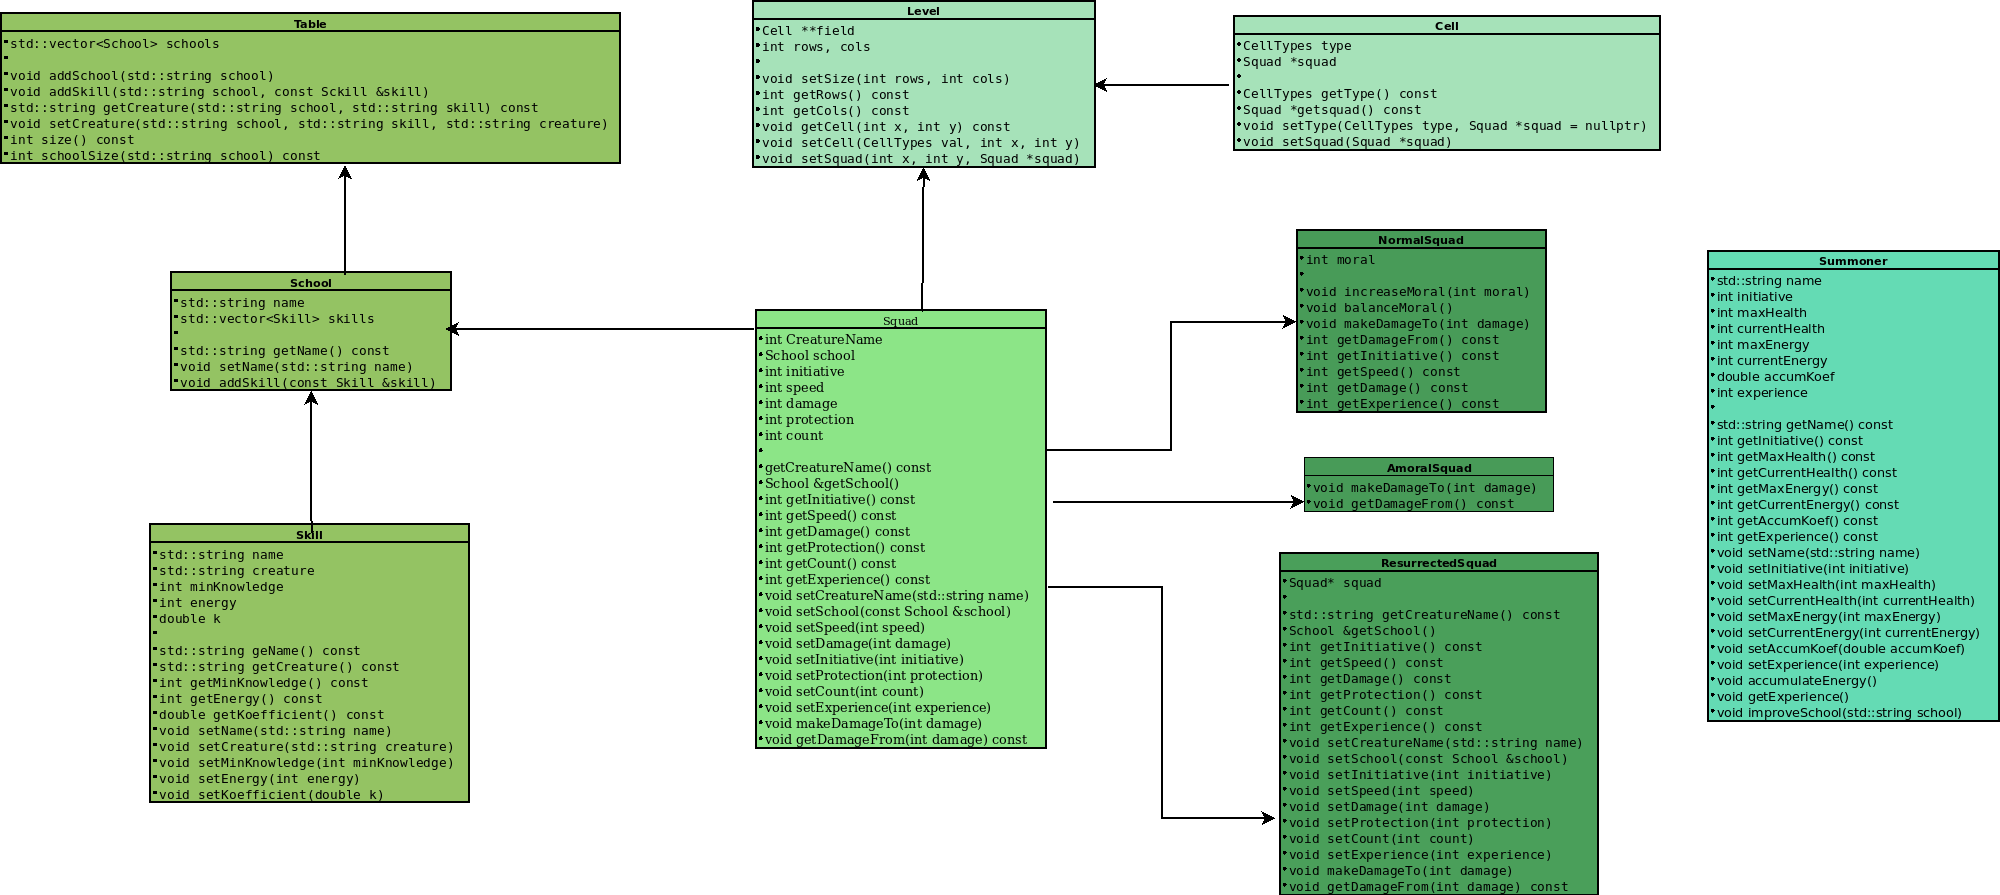 Table
std::vector<School> schools
void addSchool(std::string school)
void addSkill(std::string school, const Sckill &skill)
std::string getCreature(std::string school, std::string skill) const
void setCreature(std::string school, std::string skill, std::string creature)
int size() const
int schoolSize(std::string school) const
Level
Cell **field
int rows, cols
void setSize(int rows, int cols)
int getRows() const
int getCols() const
void getCell(int x, int y) const
void setCell(CellTypes val, int x, int y)
void setSquad(int x, int y, Squad *squad)
Cell
CellTypes type
Squad *squad
CellTypes getType() const
Squad *getsquad() const
void setType(CellTypes type, Squad *squad = nullptr)
void setSquad(Squad *squad)
School
std::string name
std::vector<Skill> skills
std::string getName() const
void setName(std::string name)
void addSkill(const Skill &skill)
Skill
std::string name
std::string creature
int minKnowledge
int energy
double k
std::string geName() const
std::string getCreature() const
int getMinKnowledge() const
int getEnergy() const
double getKoefficient() const
void setName(std::string name)
void setCreature(std::string creature)
void setMinKnowledge(int minKnowledge)
void setEnergy(int energy)
void setKoefficient(double k)
Squad
int CreatureName
School school
int initiative
int speed
int damage
int protection
int count
getCreatureName() const
School &getSchool()
int getInitiative() const
int getSpeed() const
int getDamage() const
int getProtection() const
int getCount() const
int getExperience() const
void setCreatureName(std::string name)
void setSchool(const School &school)
void setSpeed(int speed)
void setDamage(int damage)
void setInitiative(int initiative)
void setProtection(int protection)
void setCount(int count)
void setExperience(int experience)
void makeDamageTo(int damage)
void getDamageFrom(int damage) const
NormalSquad
int moral
void increaseMoral(int moral)
void balanceMoral()
void makeDamageTo(int damage)
int getDamageFrom() const
int getInitiative() const
int getSpeed() const
int getDamage() const
int getExperience() const
AmoralSquad
void makeDamageTo(int damage)
void getDamageFrom() const
ResurrectedSquad
Squad* squad
std::string getCreatureName() const
School &getSchool()
int getInitiative() const
int getSpeed() const
int getDamage() const
int getProtection() const
int getCount() const
int getExperience() const
void setCreatureName(std::string name)
void setSchool(const School &school)
void setInitiative(int initiative)
void setSpeed(int speed)
void setDamage(int damage)
void setProtection(int protection)
void setCount(int count)
void setExperience(int experience)
void makeDamageTo(int damage)
void getDamageFrom(int damage) const
Summoner
std::string name
int initiative
int maxHealth
int currentHealth
int maxEnergy
int currentEnergy
double accumKoef
int experience
std::string getName() const
int getInitiative() const
int getMaxHealth() const
int getCurrentHealth() const
int getMaxEnergy() const
int getCurrentEnergy() const
int getAccumKoef() const
int getExperience() const
void setName(std::string name)
void setInitiative(int initiative)
void setMaxHealth(int maxHealth)
void setCurrentHealth(int currentHealth)
void setMaxEnergy(int maxEnergy)
void setCurrentEnergy(int currentEnergy)
void setAccumKoef(double accumKoef)
void setExperience(int experience)
void accumulateEnergy()
void getExperience()
void improveSchool(std::string school)